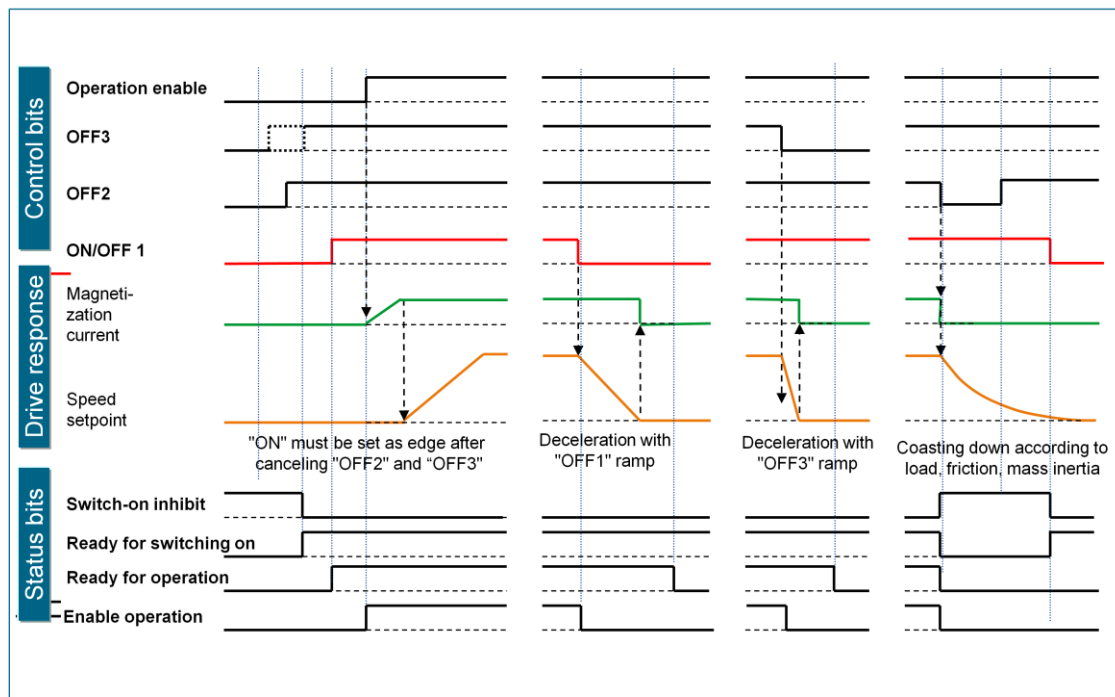 Control bits
Operation enable
OFF3
OFF2
ON/OFF 1
Drive response
Magneti-
zation
current
Speed
setpoint
"ON" must be set as edge after
canceling "OFF2" and “OFF3"
Deceleration with
"OFF1" ramp
Deceleration with
"OFF3" ramp
Coasting down according to
load, friction, mass inertia
Status bits
Switch-on inhibit
Ready for switching on
Ready for operation
Enable operation